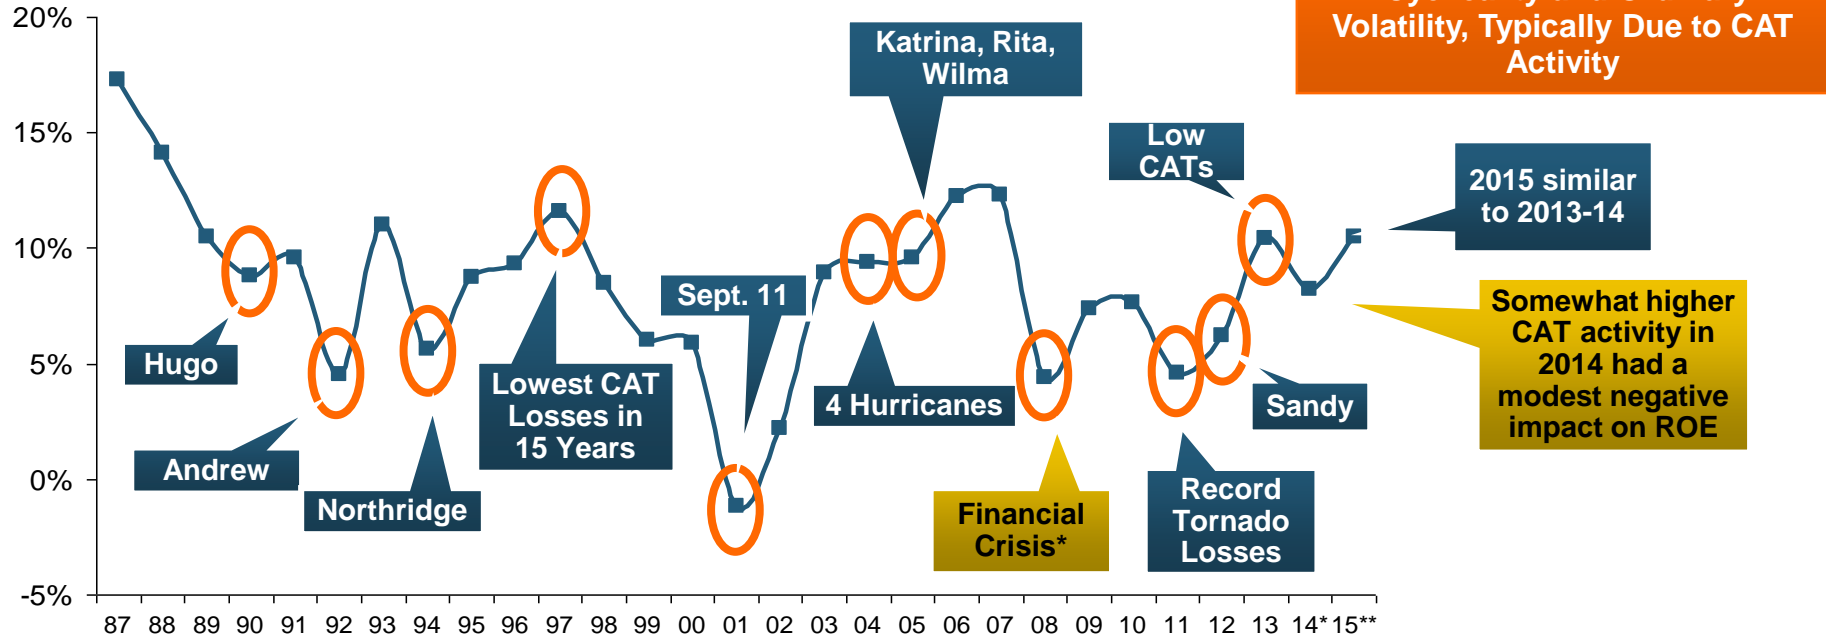 Volatility, Typically Due to CAT
Activity
20%
15%
10%
5%
0%
-5%
Katrina, Rita,
Wilma
Low
CATs
2015 similar
to 2013-14
Sept. 11
Hugo
Lowest CAT
Losses in
15 Years
4 Hurricanes
Sandy
Somewhat higher
CAT activity in
2014 had a
modest negative
impact on ROE
Andrew
Northridge
Financial
Crisis*
Record
Tornado
Losses
87 88 89 90 91 92 93 94 95 96 97 98 99 00 01 02 03 04 05 06 07 08 09 10 11 12 13 14* 15**